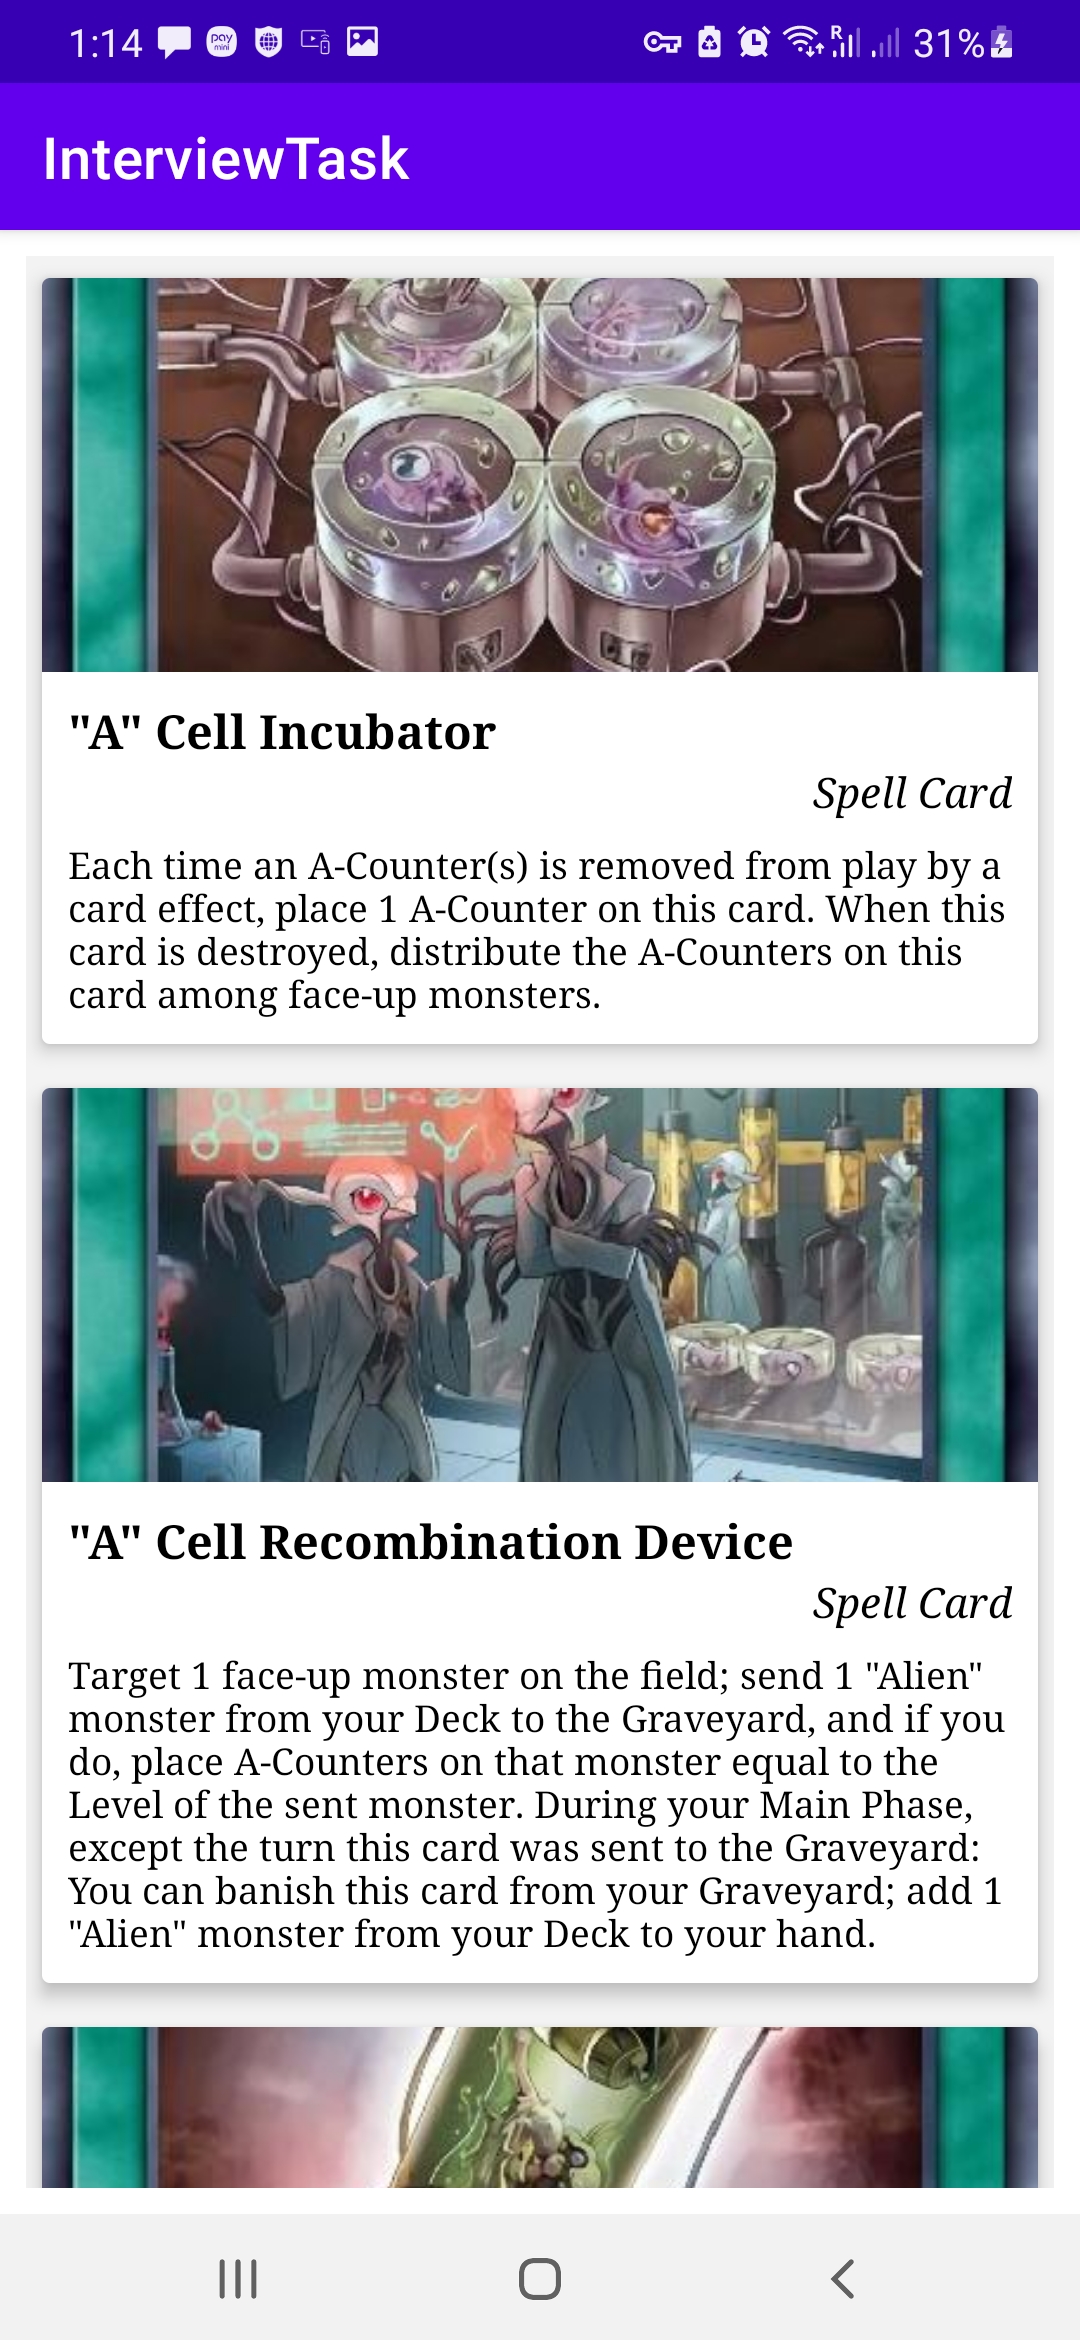 1:14
pay
mini
R
31%
InterviewTask
"A" Cell Incubator
Spell Card
Each time an A-Counter(s) is removed from play by a
card effect, place 1 A-Counter on this card. When this
card is destroyed, distribute the A-Counters on this
card among face-up monsters.
"A" Cell Recombination Device
Spell Card
Target 1 face-up monster on the field; send 1 "Alien"
monster from your Deck to the Graveyard, and if you
do, place A-Counters on that monster equal to the
Level of the sent monster. During your Main Phase,
except the turn this card was sent to the Graveyard:
You can banish this card from your Graveyard; add 1
"Alien" monster from your Deck to your hand.